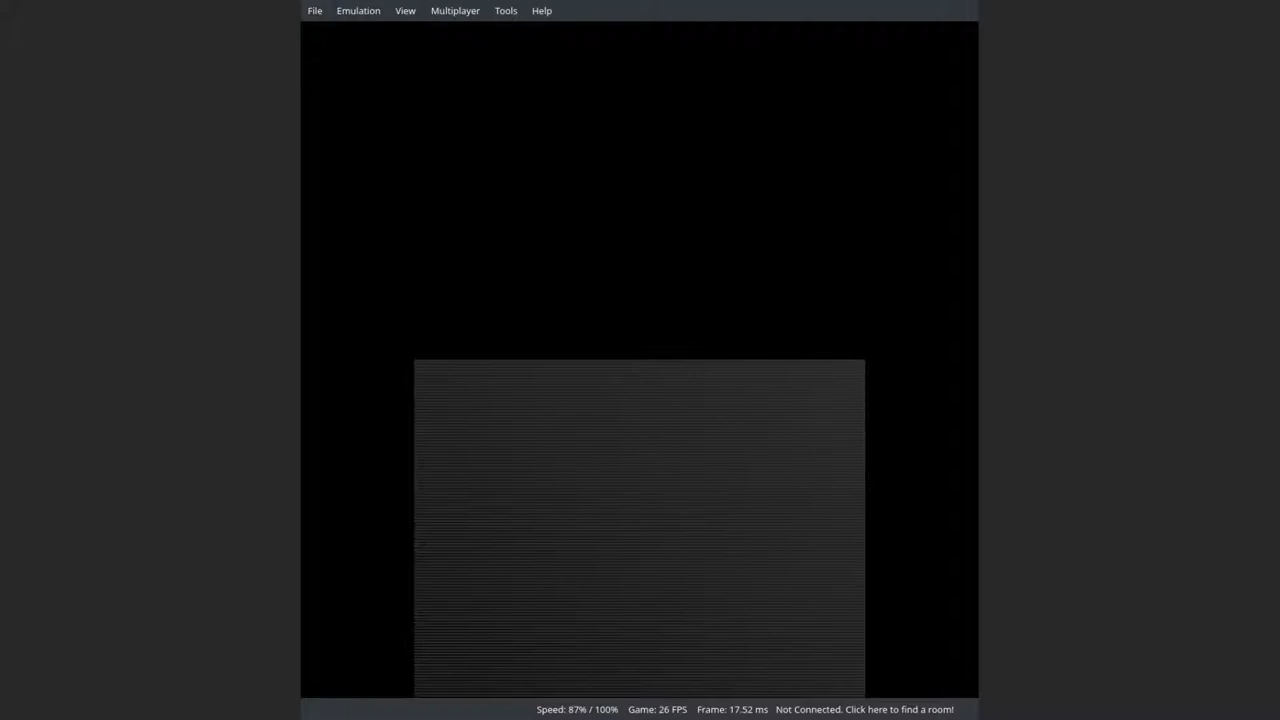 File Emulation View Multiplayer Tools Help
Speed: 87% / 100% Game: 26 FPS Frame: 17.52 ms Not Connected. Click here to find a room!